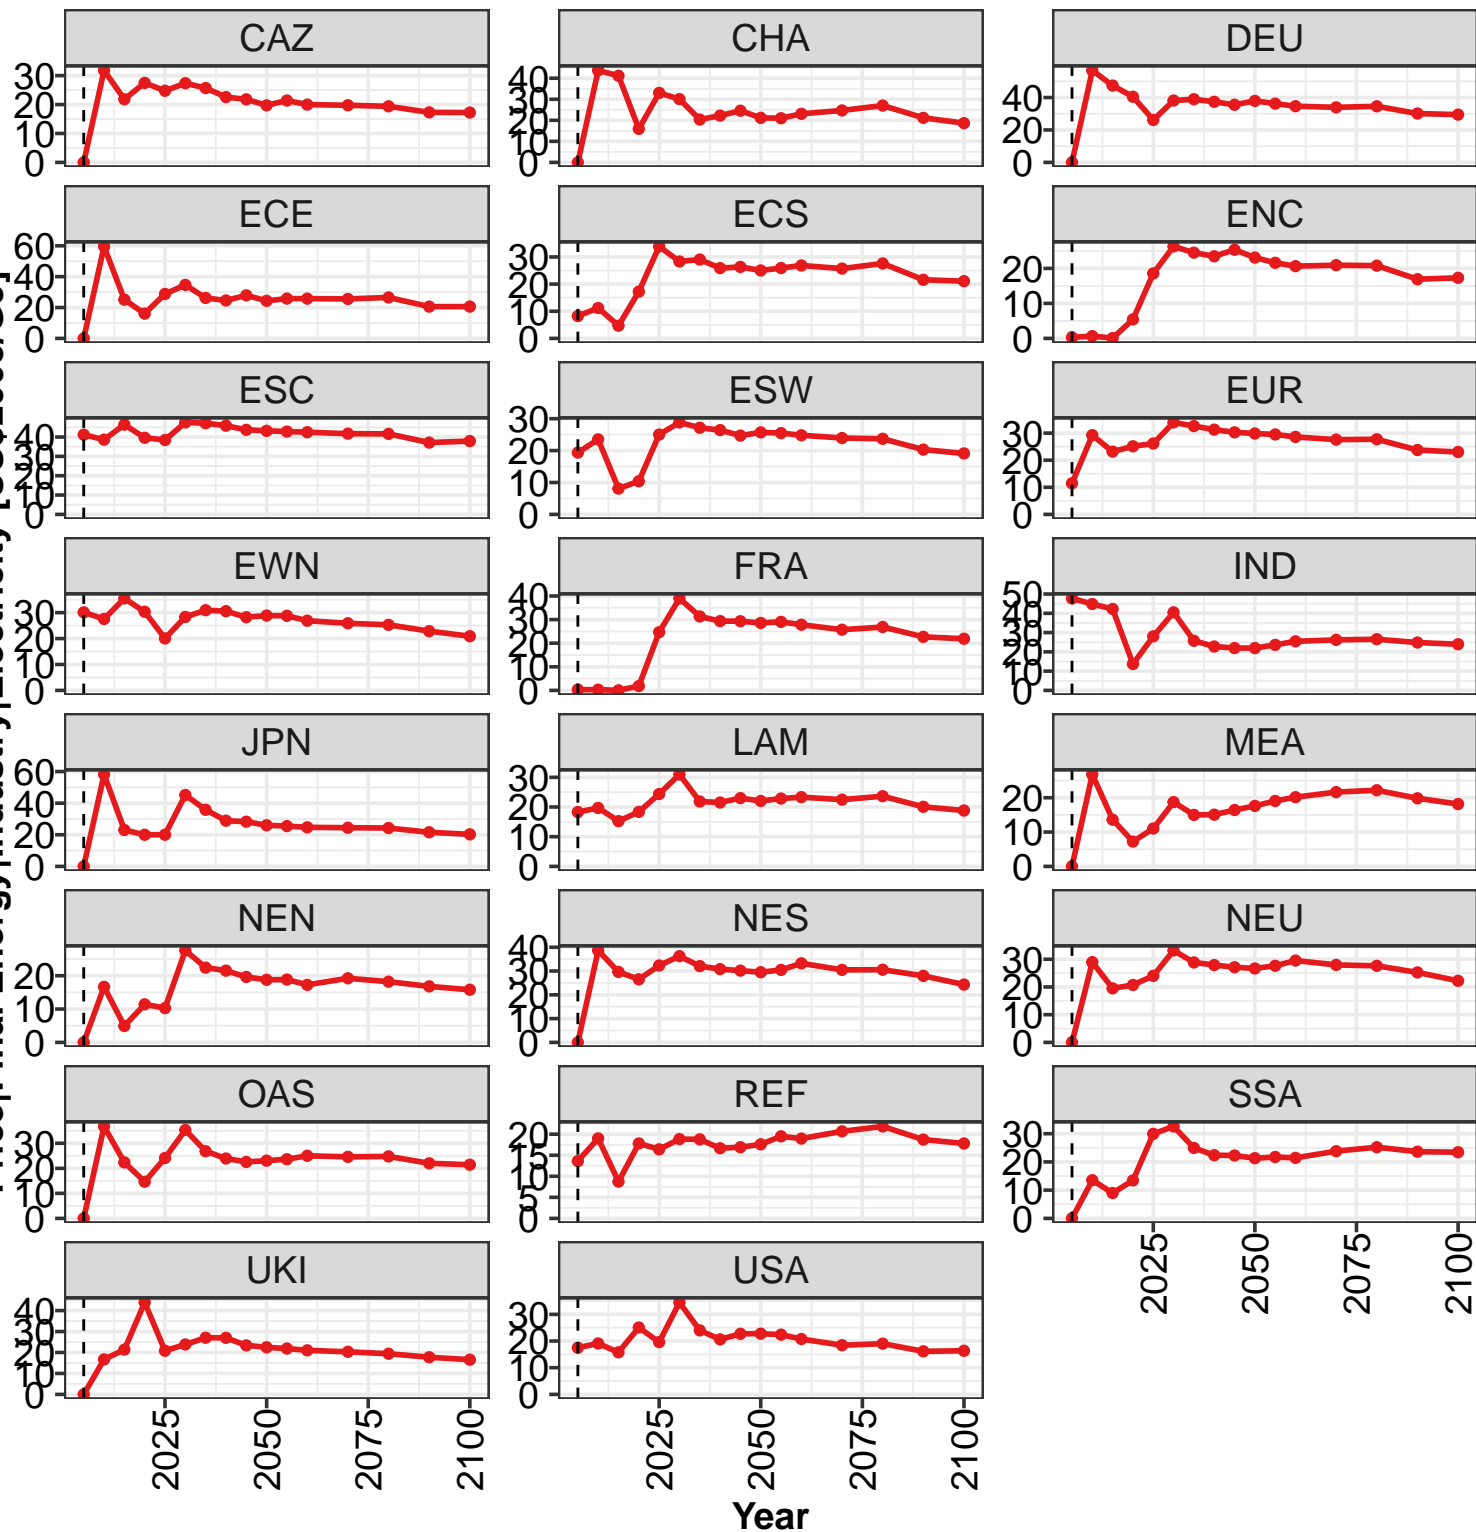 CAZ CHA DEU
30 20 10 0
40 30 20 10 0
40 20 0
ECE ECS ENC
60 40 20 0
30 20 10 0
20 10 0
ESC ESW EUR
40 30 20 10 0
30 20 10 0
30 20 10 0
EWN FRA IND
30 20 10 0
40 30 20 10 0
50 40 30 20 10 0
JPN LAM MEA
60 40 20 0
30 20 10 0
20 10 0
NEN NES NEU
20 10 0
40 30 20 10 0
30 20 10 0
OAS REF SSA
30 20 10 0
20 15 10 5 0
30 20 10 0
2025 2050 2075 2100
UKI USA
40 30 20 10 0
30 20 10 0
2025 2050 2075 2100
2025 2050 2075 2100
Year